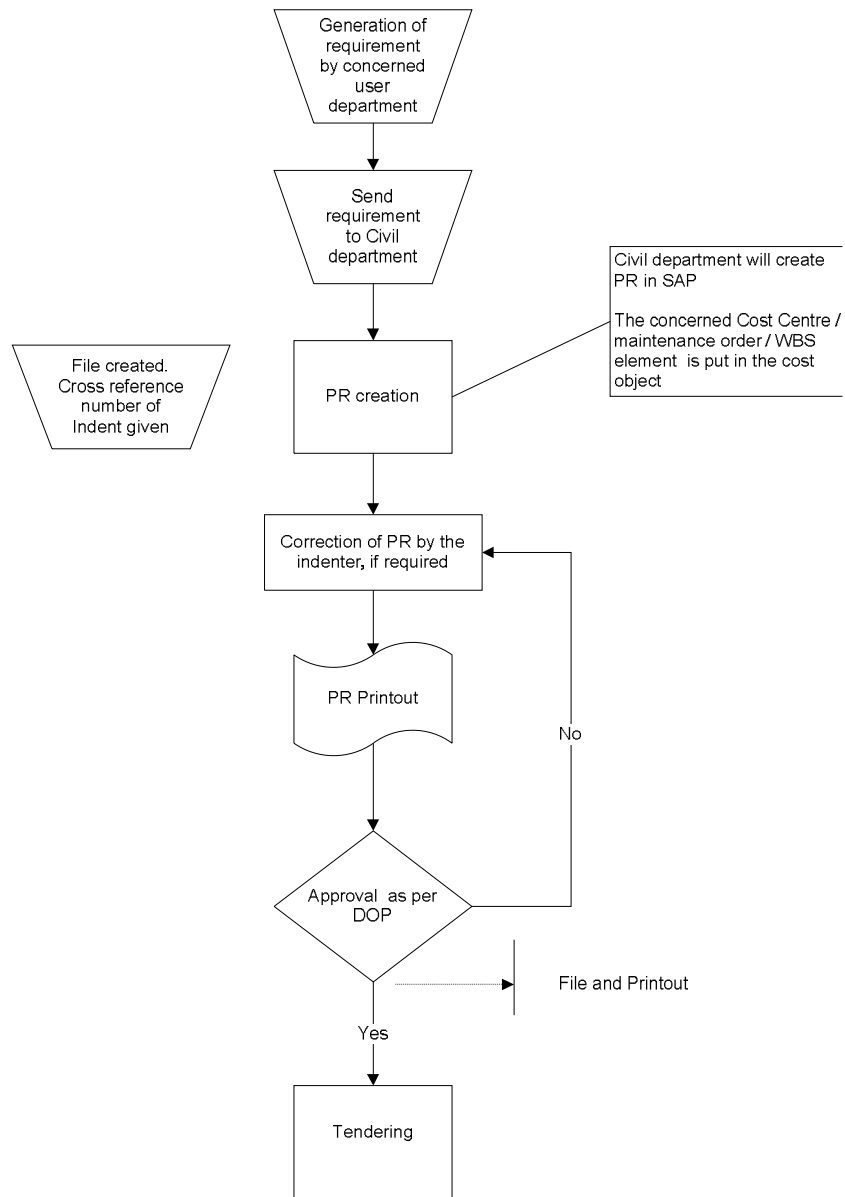 Generation of
requirement
by concerned
user
department
Send
requirement
to Civil
department
Civil department will create
PR in SAP
The concerned Cost Centre /
maintenance order / WBS
element is put in the cost
object
File created.
Cross reference
number of
Indent given
PR creation
Correction of PR by the
indenter, if required
PR Printout
No
Approval as per
DOP
File and Printout
Yes
Tendering